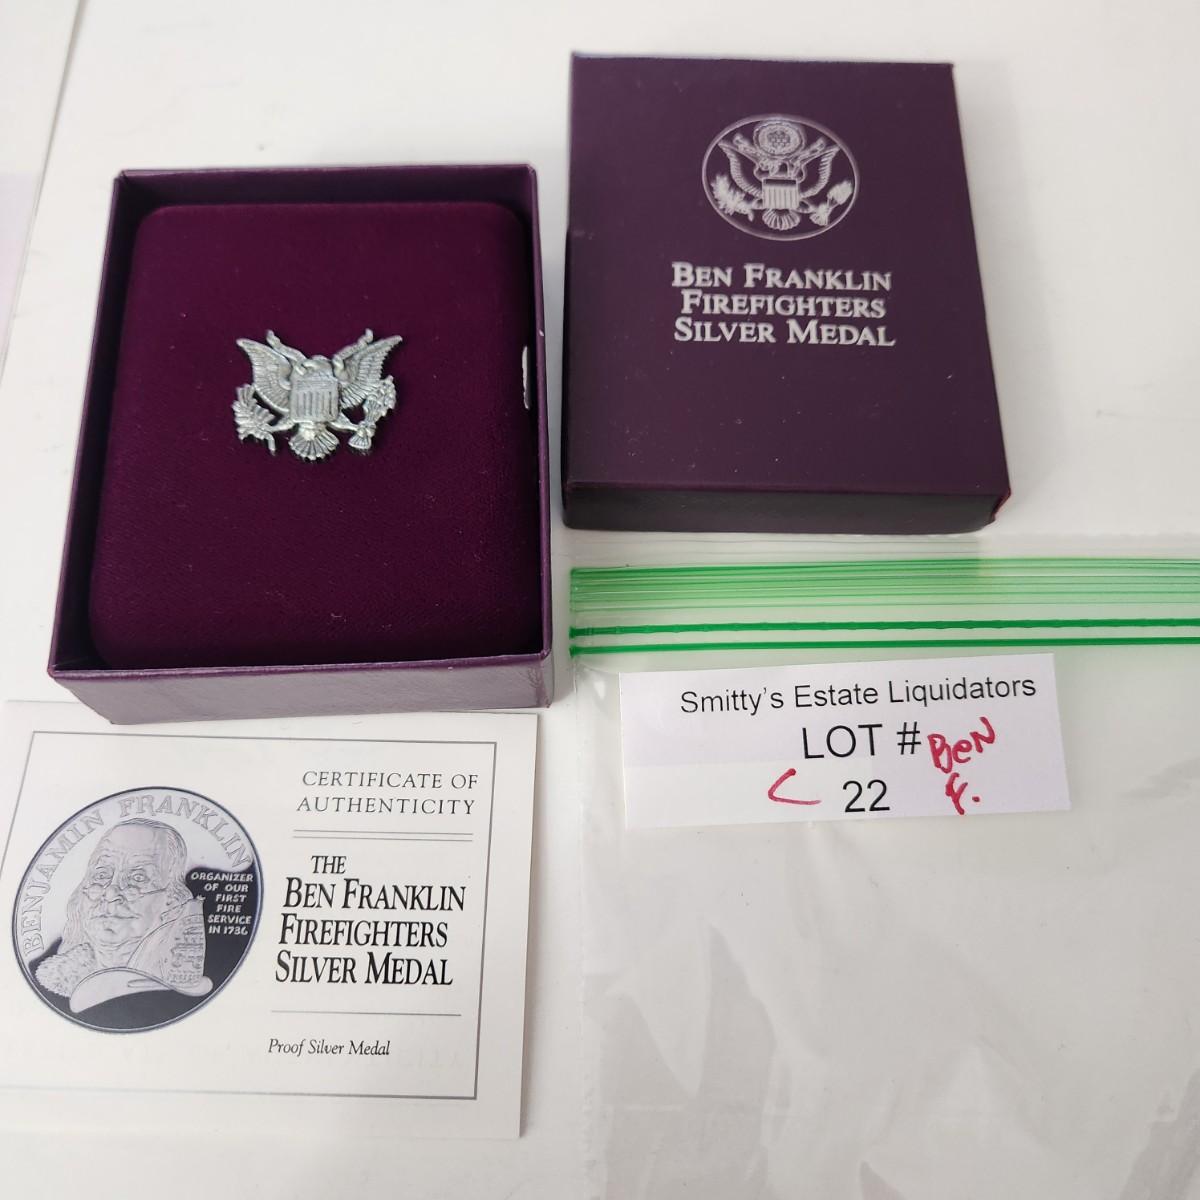 BEN FRANKLIN
FIREFIGHTERS
SILVER MEDAL
Smitty's Estate Liquidators
LOT # Ben
22 F.
CERTIFICATE OF
AUTHENTICITY
THE
BEN FRANKLIN
FIREFIGHTERS
SILVER MEDAL
Proof Silver Medal
BENJAMIN FRANKLIN
ORGANIZER
OF OUR
FIRST
FIRE
SERVICE
IN 1736